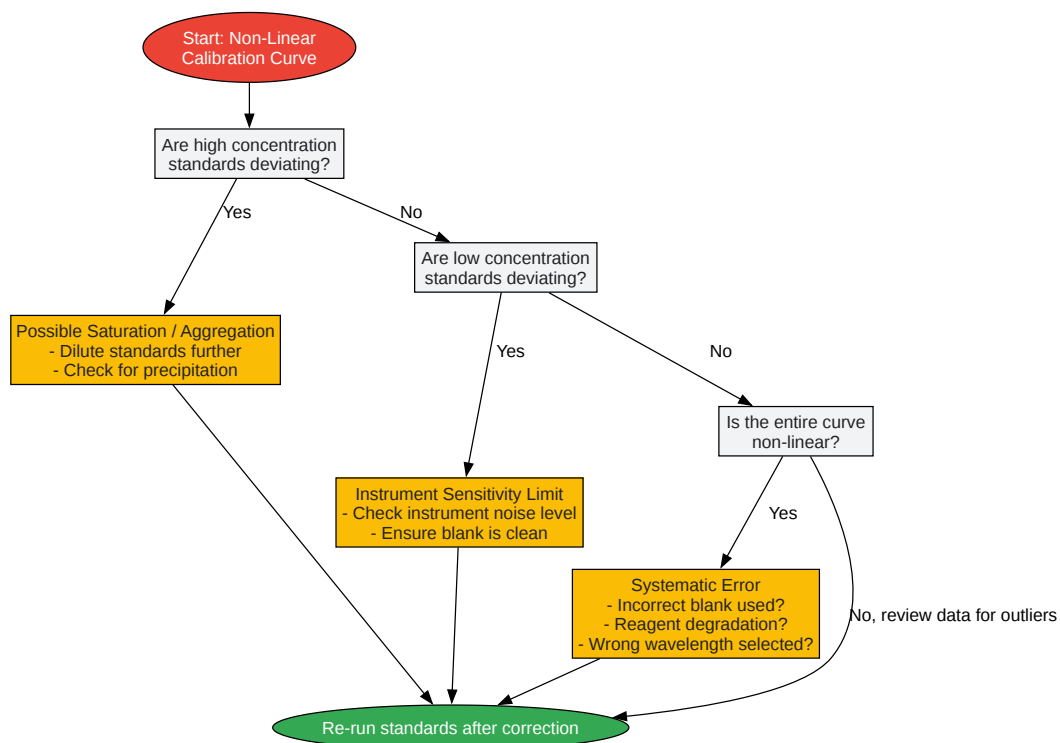 Start: Non-Linear
Calibration Curve
Are high concentration
standards deviating?
Yes
No
Are low concentration
standards deviating?
Possible Saturation / Aggregation
- Dilute standards further
- Check for precipitation
Yes
No
Is the entire curve
non-linear?
Instrument Sensitivity Limit
- Check instrument noise level
- Ensure blank is clean
Yes
Systematic Error
- Incorrect blank used?
- Reagent degradation?
- Wrong wavelength selected?
No, review data for outliers
Re-run standards after correction